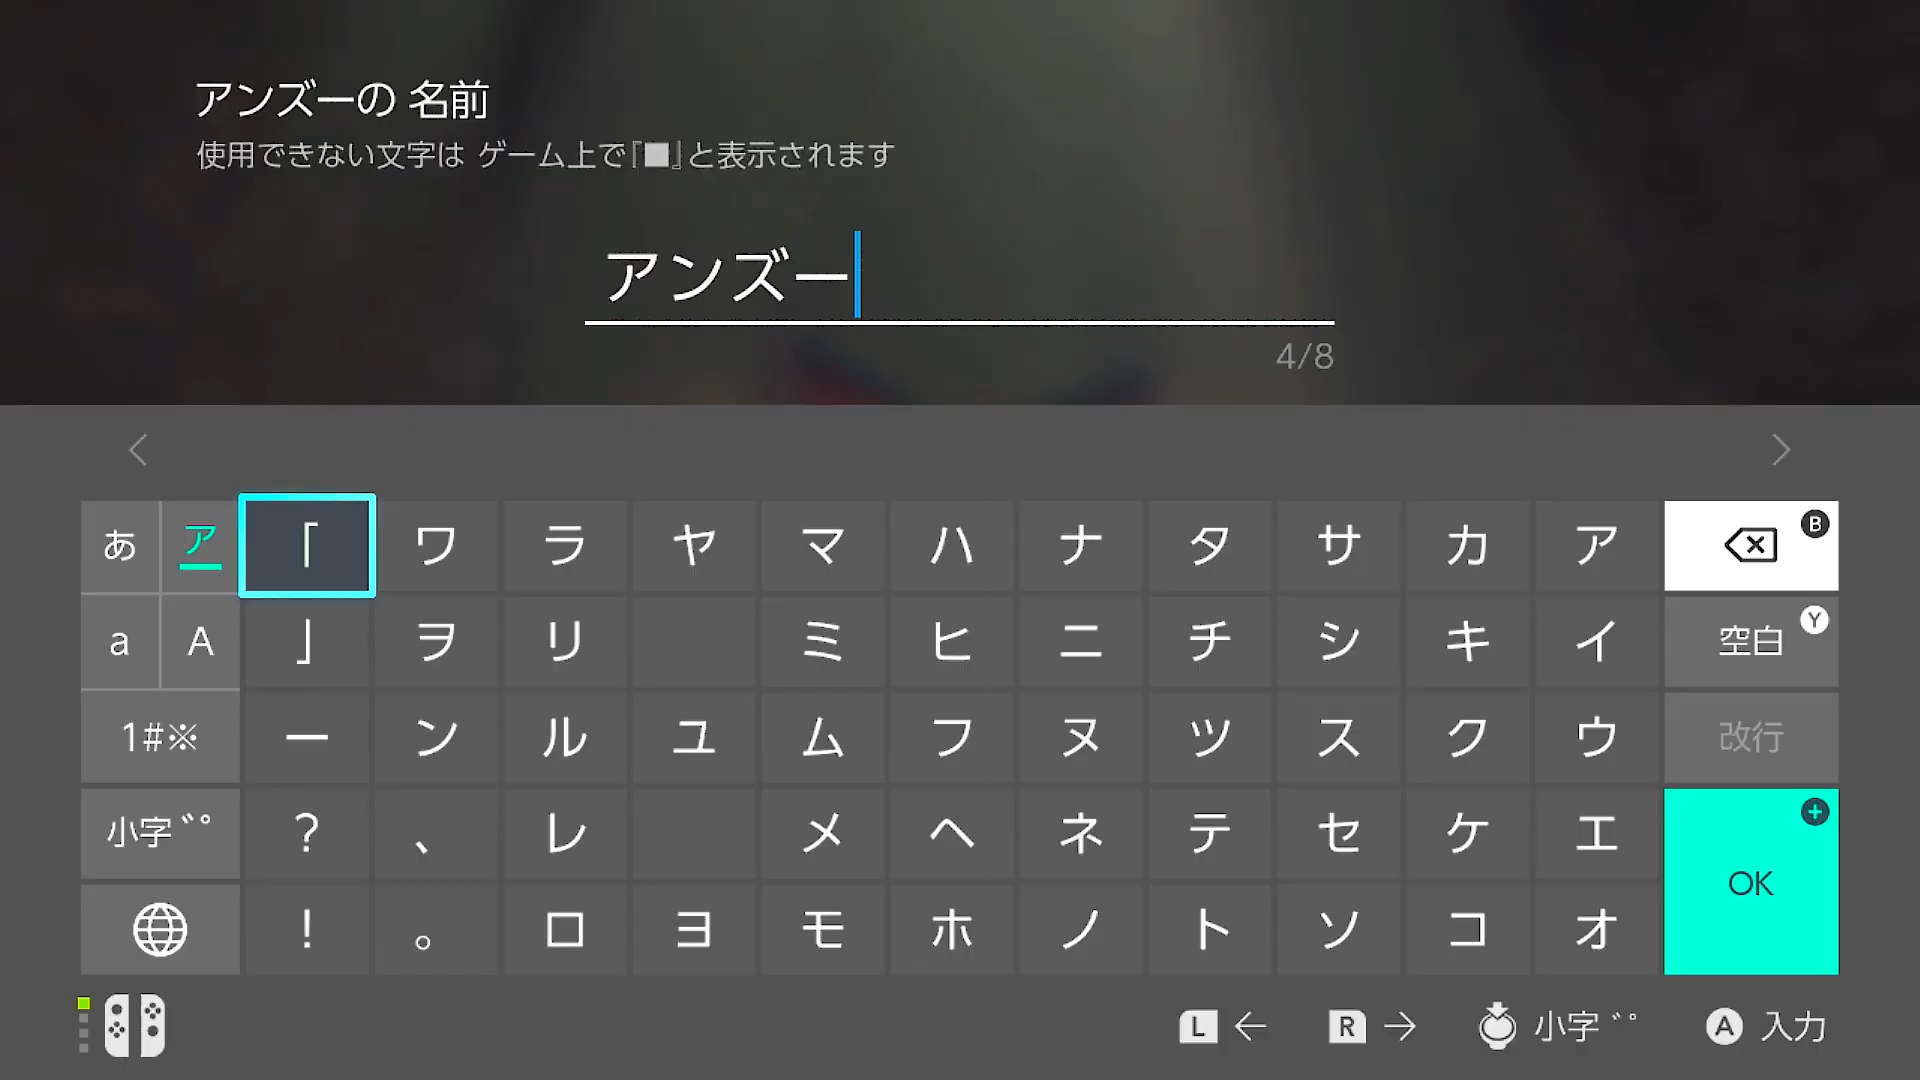 アンズーの 名前
使用できない文字は ゲーム上で『■』と表示されます
アンズー
4/8
あ ア 「 ワ ラ ヤ マ ハ ナ タ サ カ ア B
a A 」 ヲ リ ミ ヒ ニ チ シ キ イ 空白 Y
1#※ ー ン ル ユ ム フ ヌ ツ ス ク ウ 改行
小字゛゜ ? 、 レ メ ヘ ネ テ セ ケ エ
! 。 ロ ヨ モ ホ ノ ト ソ コ オ OK +
L ← R → 小字゛゜ A 入力